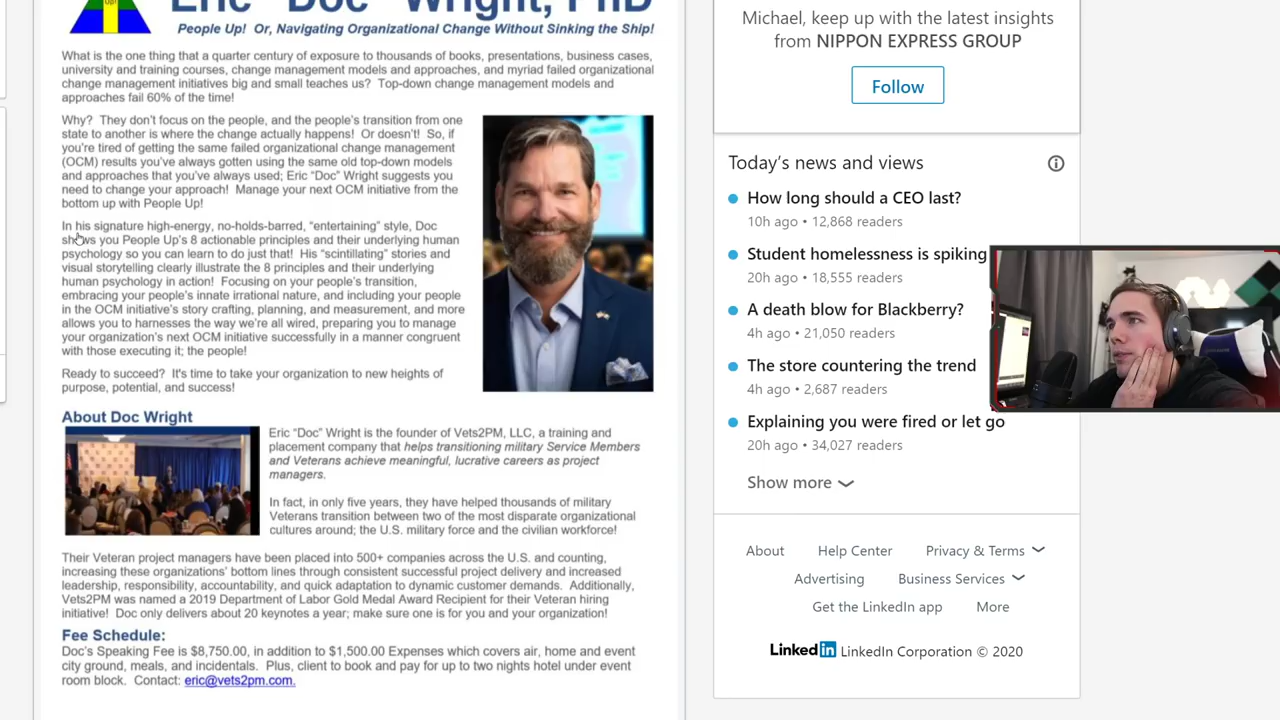 Up!
Eric "Doc" Wright, PhD
People Up!  Or, Navigating Organizational Change Without Sinking the Ship!
What is the one thing that a quarter century of exposure to thousands of books, presentations, business cases,
university and training courses, change management models and approaches, and myriad failed organizational
change management initiatives big and small teaches us?  Top-down change management models and
approaches fail 60% of the time!
Why?  They don't focus on the people, and the people's transition from one
state to another is where the change actually happens!  Or doesn't!  So, if
you're tired of getting the same failed organizational change management
(OCM) results you've always gotten using the same old top-down models
and approaches that you've always used; Eric "Doc" Wright suggests you
need to change your approach!  Manage your next OCM initiative from the
bottom up with People Up!
In his signature high-energy, no-holds-barred, "entertaining" style, Doc
shows you People Up's 8 actionable principles and their underlying human
psychology so you can learn to do just that!  His "scintillating" stories and
visual storytelling clearly illustrate the 8 principles and their underlying
human psychology in action!  Focusing on your people's transition,
embracing your people's innate irrational nature, and including your people
in the OCM initiative's story crafting, planning, and measurement, and more
allows you to harnesses the way we're all wired, preparing you to manage
your organization's next OCM initiative successfully in a manner congruent
with those executing it; the people!
Ready to succeed?  It's time to take your organization to new heights of
purpose, potential, and success!
About Doc Wright
Eric "Doc" Wright is the founder of Vets2PM, LLC, a training and
placement company that helps transitioning military Service Members
and Veterans achieve meaningful, lucrative careers as project
managers.
In fact, in only five years, they have helped thousands of military
Veterans transition between two of the most disparate organizational
cultures around; the U.S. military force and the civilian workforce!
Their Veteran project managers have been placed into 500+ companies across the U.S. and counting,
increasing these organizations' bottom lines through consistent successful project delivery and increased
leadership, responsibility, accountability, and quick adaptation to dynamic customer demands.  Additionally,
Vets2PM was named a 2019 Department of Labor Gold Medal Award Recipient for their Veteran hiring
initiative!  Doc only delivers about 20 keynotes a year; make sure one is for you and your organization!
Fee Schedule:
Doc's Speaking Fee is $8,750.00, in addition to $1,500.00 Expenses which covers air, home and event
city ground, meals, and incidentals.  Plus, client to book and pay for up to two nights hotel under event
room block.  Contact: eric@vets2pm.com.
Michael, keep up with the latest insights
from NIPPON EXPRESS GROUP
Follow
Today's news and views
How long should a CEO last?
10h ago • 12,868 readers
Student homelessness is spiking
20h ago • 18,555 readers
A death blow for Blackberry?
4h ago • 21,050 readers
The store countering the trend
4h ago • 2,687 readers
Explaining you were fired or let go
20h ago • 34,027 readers
Show more
About Help Center Privacy & Terms
Advertising Business Services
Get the LinkedIn app More
LinkedIn LinkedIn Corporation © 2020